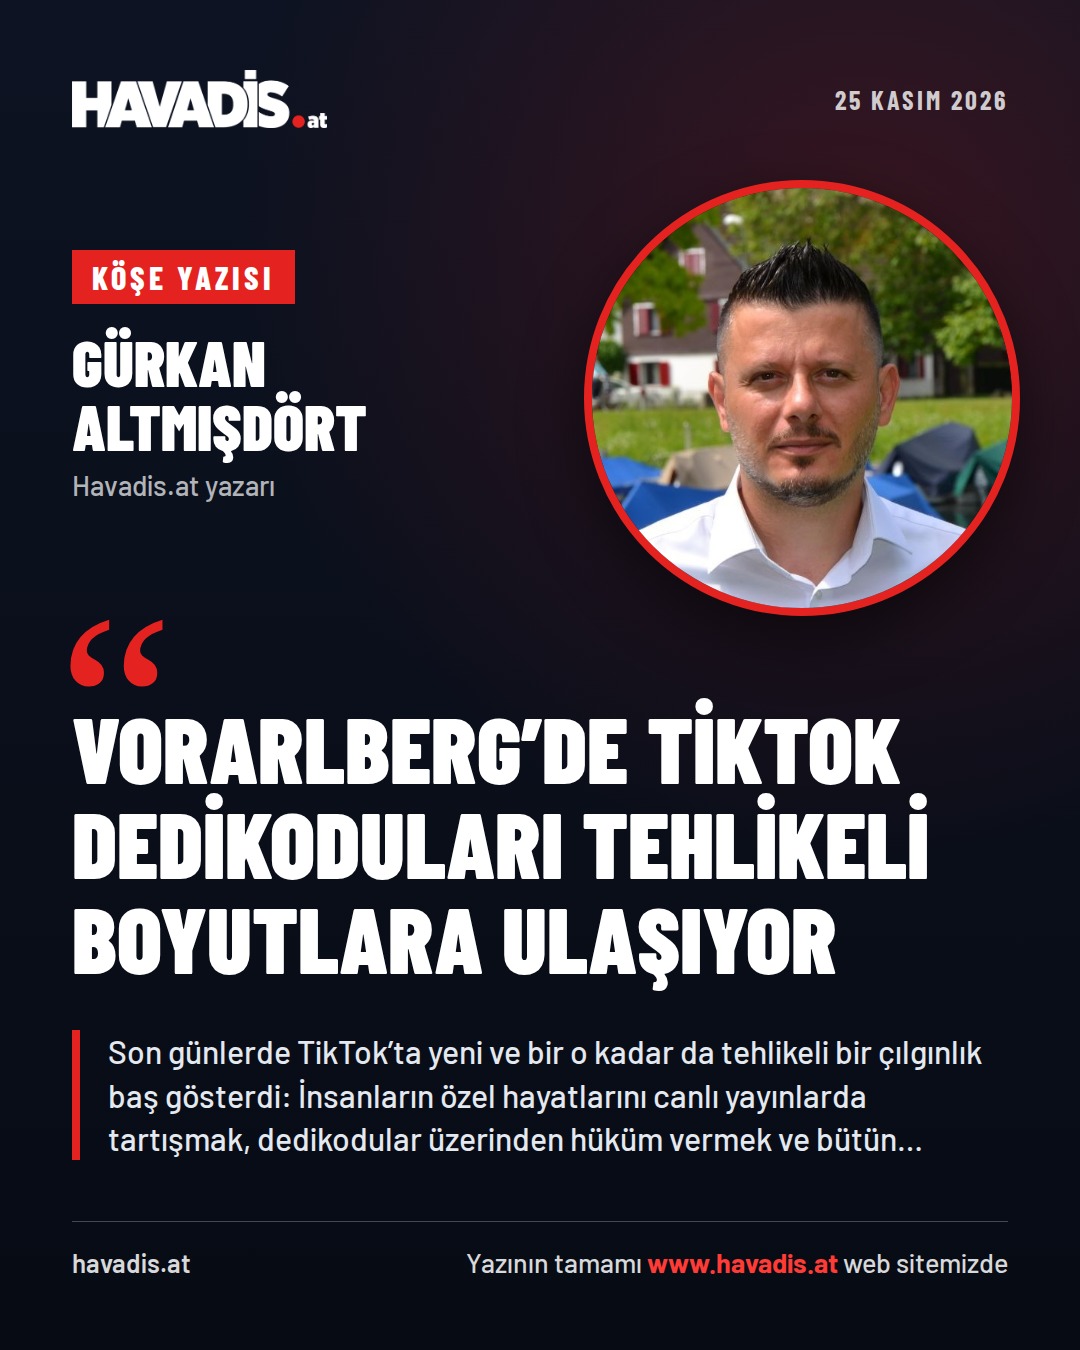 HAVADİS.at
25 KASIM 2026
KÖŞE YAZISI
GÜRKAN
ALTMIŞDÖRT
Havadis.at yazarı
“
VORARLBERG’DE TİKTOK
DEDİKODULARI TEHLİKELİ
BOYUTLARA ULAŞIYOR
Son günlerde TikTok’ta yeni ve bir o kadar da tehlikeli bir çılgınlık
baş gösterdi: İnsanların özel hayatlarını canlı yayınlarda
tartışmak, dedikodular üzerinden hüküm vermek ve bütün…
havadis.at
Yazının tamamı www.havadis.at web sitemizde